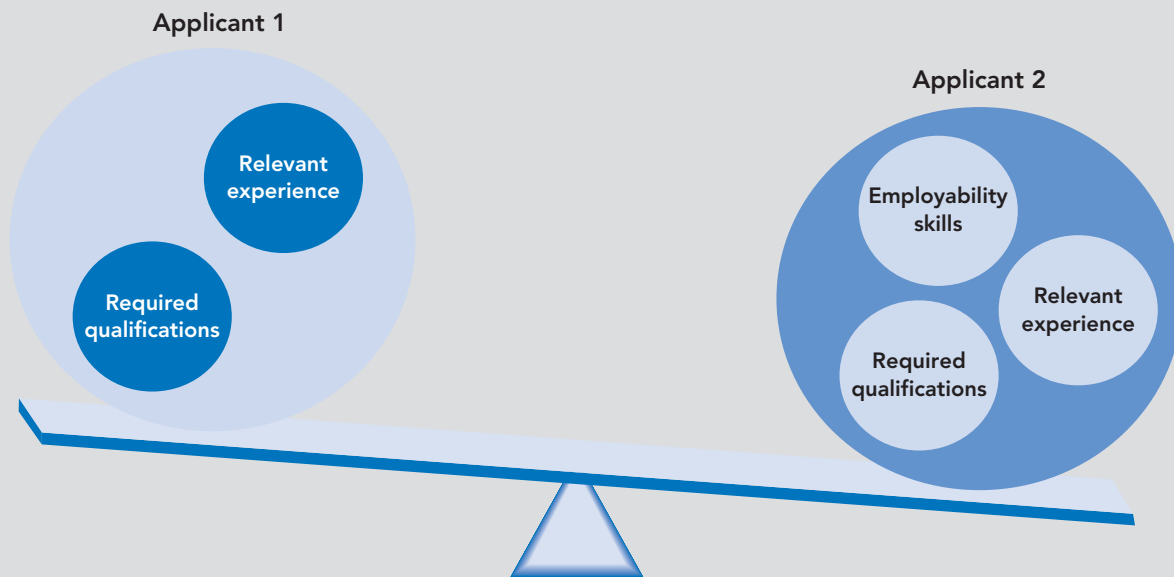 Applicant 1
Relevant
experience
Required
qualifications
Applicant 2
Employability
skills
Relevant
experience
Required
qualifications